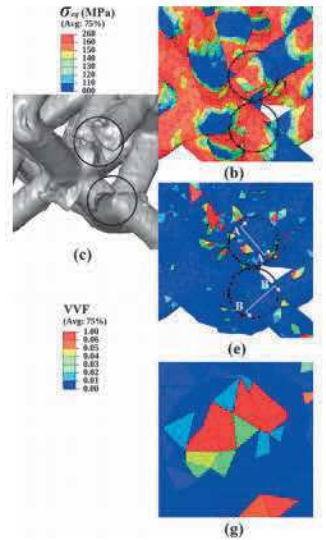 σeq (MPa)
(Avg: 75%)
260
160
150
140
130
120
110
000
(b)
(c)
A
A
B
B
(e)
VVF
(Avg: 75%)
1.00
0.06
0.05
0.04
0.03
0.02
0.01
0.00
(g)